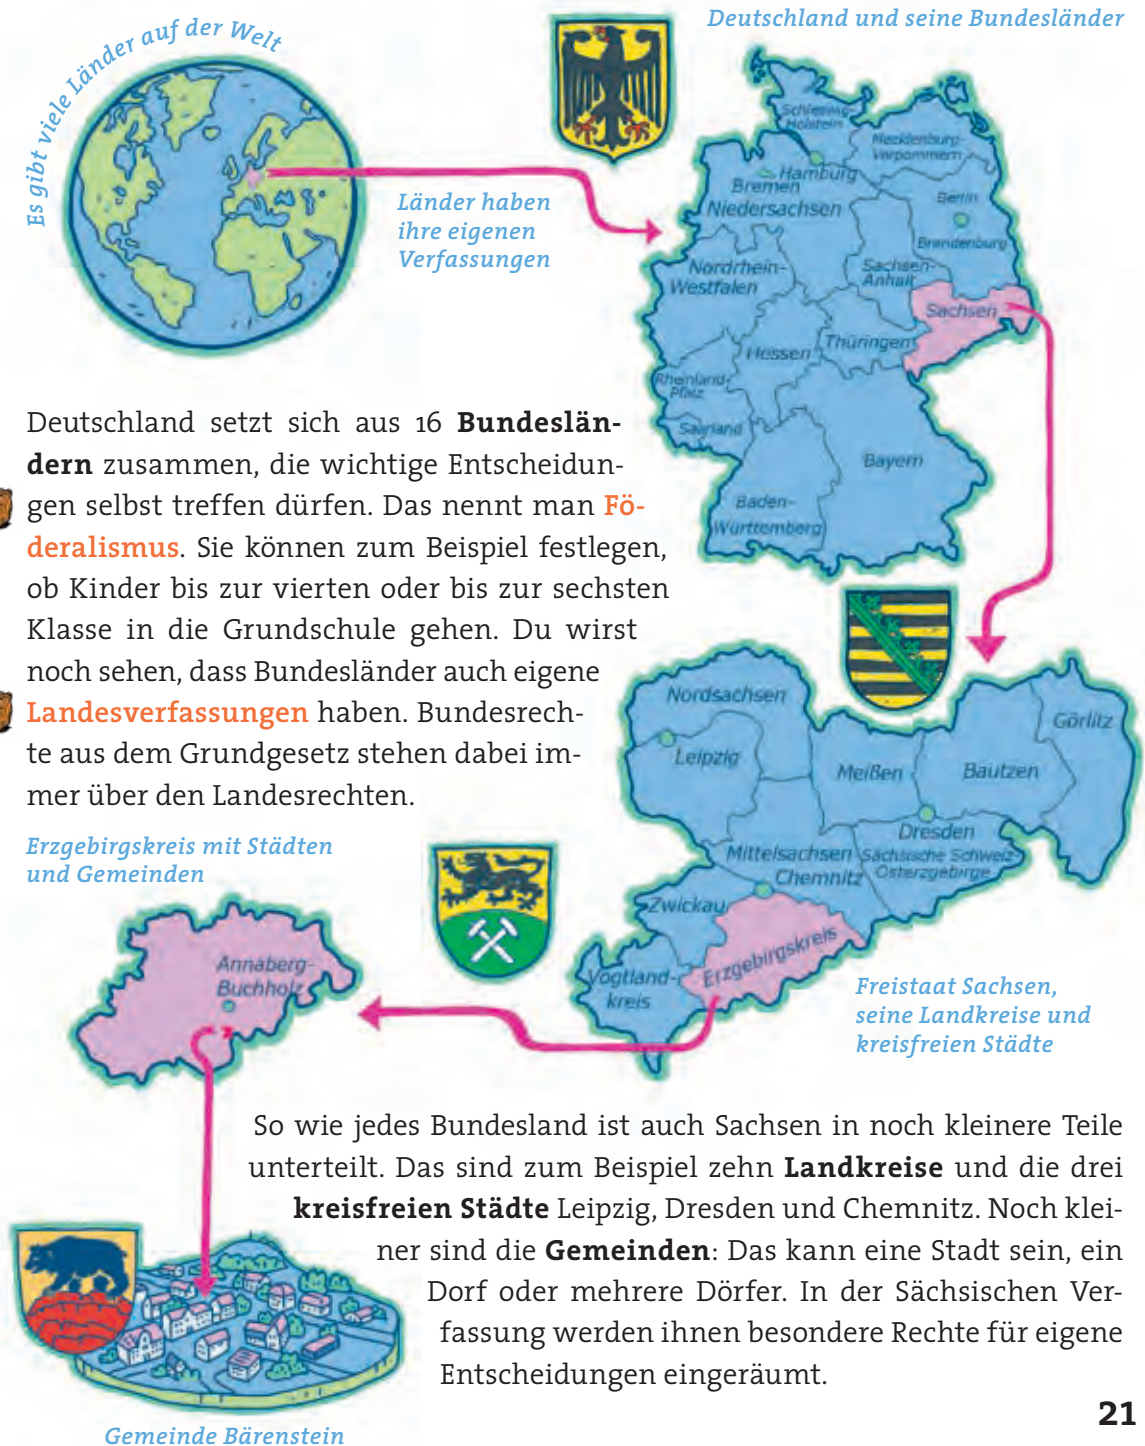 Es gibt viele Länder auf der Welt
Deutschland und seine Bundesländer
Länder haben
ihre eigenen
Verfassungen
Schleswig-
Holstein
Mecklenburg-
Vorpommern
Hamburg
Bremen
Niedersachsen
Berlin
Brandenburg
Nordrhein-
Westfalen
Sachsen-
Anhalt
Sachsen
Hessen
Thüringen
Rheinland-
Pfalz
Saarland
Bayern
Baden-
Württemberg
Deutschland setzt sich aus 16 Bundeslän-
dern zusammen, die wichtige Entscheidun-
gen selbst treffen dürfen. Das nennt man Fö-
deralismus. Sie können zum Beispiel festlegen,
ob Kinder bis zur vierten oder bis zur sechsten
Klasse in die Grundschule gehen. Du wirst
noch sehen, dass Bundesländer auch eigene
Landesverfassungen haben. Bundesrech-
te aus dem Grundgesetz stehen dabei im-
mer über den Landesrechten.
Nordsachsen
Leipzig
Meißen
Bautzen
Görlitz
Dresden
Mittelsachsen
Sächsische Schweiz-
Osterzgebirge
Chemnitz
Zwickau
Erzgebirgskreis
Vogtland-
kreis
Freistaat Sachsen,
seine Landkreise und
kreisfreien Städte
Erzgebirgskreis mit Städten
und Gemeinden
Annaberg-
Buchholz
So wie jedes Bundesland ist auch Sachsen in noch kleinere Teile
unterteilt. Das sind zum Beispiel zehn Landkreise und die drei
kreisfreien Städte Leipzig, Dresden und Chemnitz. Noch klei-
ner sind die Gemeinden: Das kann eine Stadt sein, ein
Dorf oder mehrere Dörfer. In der Sächsischen Ver-
fassung werden ihnen besondere Rechte für eigene
Entscheidungen eingeräumt.
Gemeinde Bärenstein
21